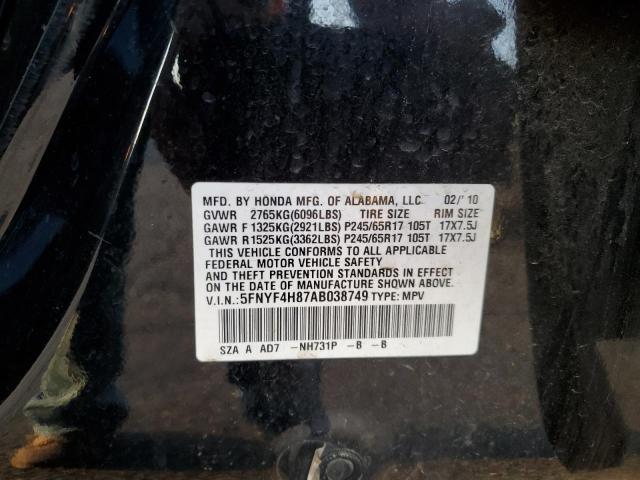 MFD. BY HONDA MFG. OF ALABAMA, LLC 02/'10
GVWR 2765KG(6096LBS) TIRE SIZE RIM SIZE
GAWR F 1325KG(2921LBS) P245/65R17 105T 17X7.5J
GAWR R1525KG(3362LBS) P245/65R17 105T 17X7.5J
THIS VEHICLE CONFORMS TO ALL APPLICABLE
FEDERAL MOTOR VEHICLE SAFETY
AND THEFT PREVENTION STANDARDS IN EFFECT
ON THE DATE OF MANUFACTURE SHOWN ABOVE.
V.I.N.:5FNYF4H87AB038749 TYPE: MPV
SZA A AD7 -NH731P -B -B